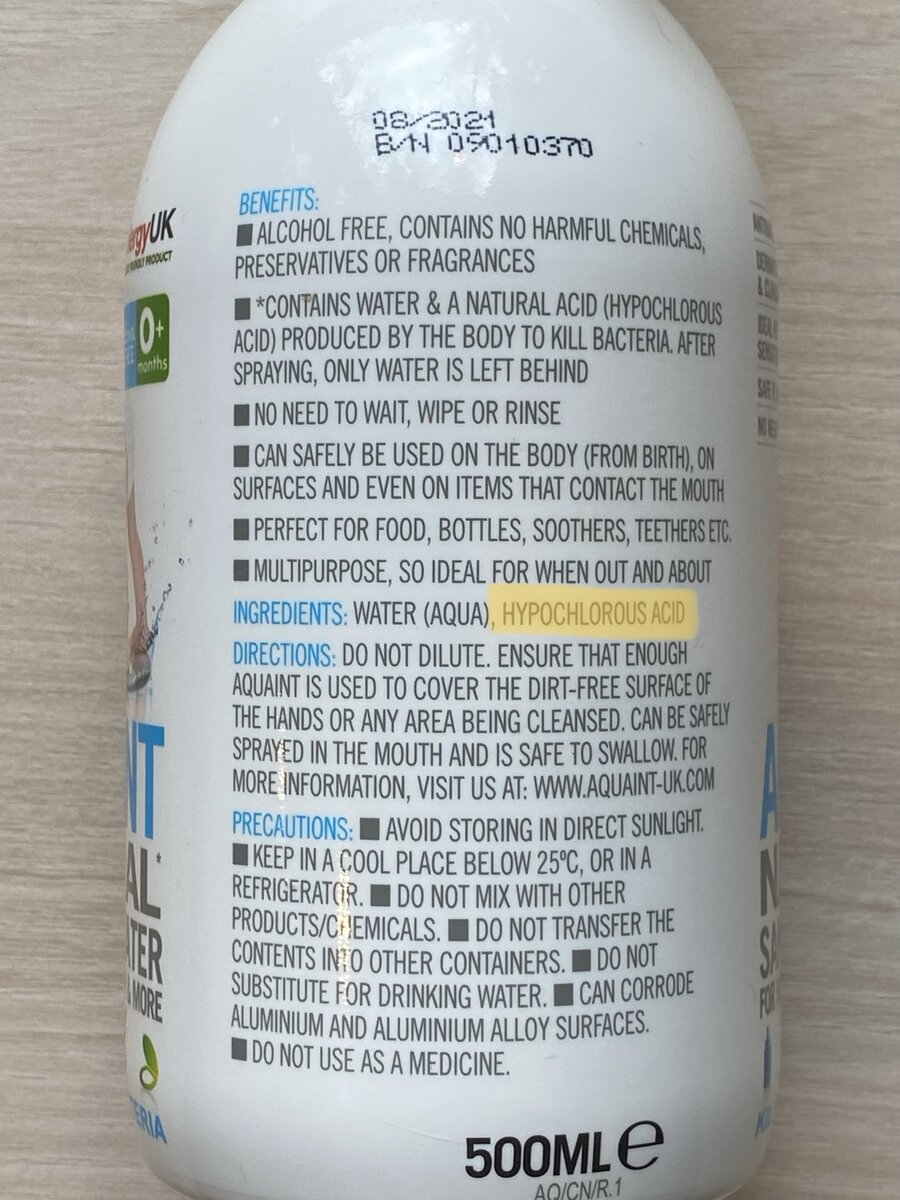 08/2021
B/N 09010370
BENEFITS:
■ ALCOHOL FREE, CONTAINS NO HARMFUL CHEMICALS,
PRESERVATIVES OR FRAGRANCES
■ *CONTAINS WATER & A NATURAL ACID (HYPOCHLOROUS
ACID) PRODUCED BY THE BODY TO KILL BACTERIA. AFTER
SPRAYING, ONLY WATER IS LEFT BEHIND
■ NO NEED TO WAIT, WIPE OR RINSE
■ CAN SAFELY BE USED ON THE BODY (FROM BIRTH), ON
SURFACES AND EVEN ON ITEMS THAT CONTACT THE MOUTH
■ PERFECT FOR FOOD, BOTTLES, SOOTHERS, TEETHERS ETC.
■ MULTIPURPOSE, SO IDEAL FOR WHEN OUT AND ABOUT
INGREDIENTS: WATER (AQUA), HYPOCHLOROUS ACID
DIRECTIONS: DO NOT DILUTE. ENSURE THAT ENOUGH
AQUAINT IS USED TO COVER THE DIRT-FREE SURFACE OF
THE HANDS OR ANY AREA BEING CLEANSED. CAN BE SAFELY
SPRAYED IN THE MOUTH AND IS SAFE TO SWALLOW. FOR
MORE INFORMATION, VISIT US AT: WWW.AQUAINT-UK.COM
PRECAUTIONS: ■ AVOID STORING IN DIRECT SUNLIGHT.
■ KEEP IN A COOL PLACE BELOW 25ºC, OR IN A
REFRIGERATOR. ■ DO NOT MIX WITH OTHER
PRODUCTS/CHEMICALS. ■ DO NOT TRANSFER THE
CONTENTS INTO OTHER CONTAINERS. ■ DO NOT
SUBSTITUTE FOR DRINKING WATER. ■ CAN CORRODE
ALUMINIUM AND ALUMINIUM ALLOY SURFACES.
■ DO NOT USE AS A MEDICINE.
500ML e
AQ/CN/R.1
UK
PRODUCT
0+
months
& MORE